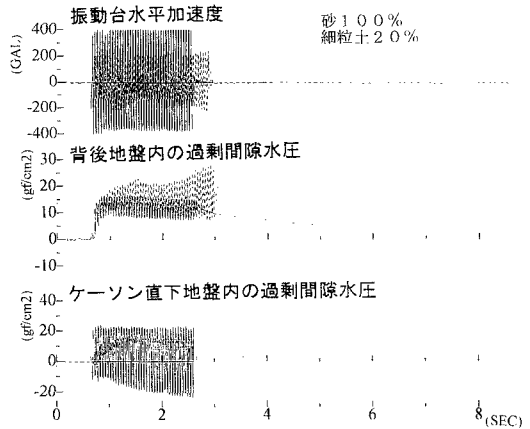 振動台水平加速度
砂１００％
細粒土２０％
(GAL)
400
200
0
-200
-400
背後地盤内の過剰間隙水圧
(gf/cm2)
30
20
10
0
-10
ケーソン直下地盤内の過剰間隙水圧
(gf/cm2)
40
20
0
-20
0 2 4 6 8 (SEC)